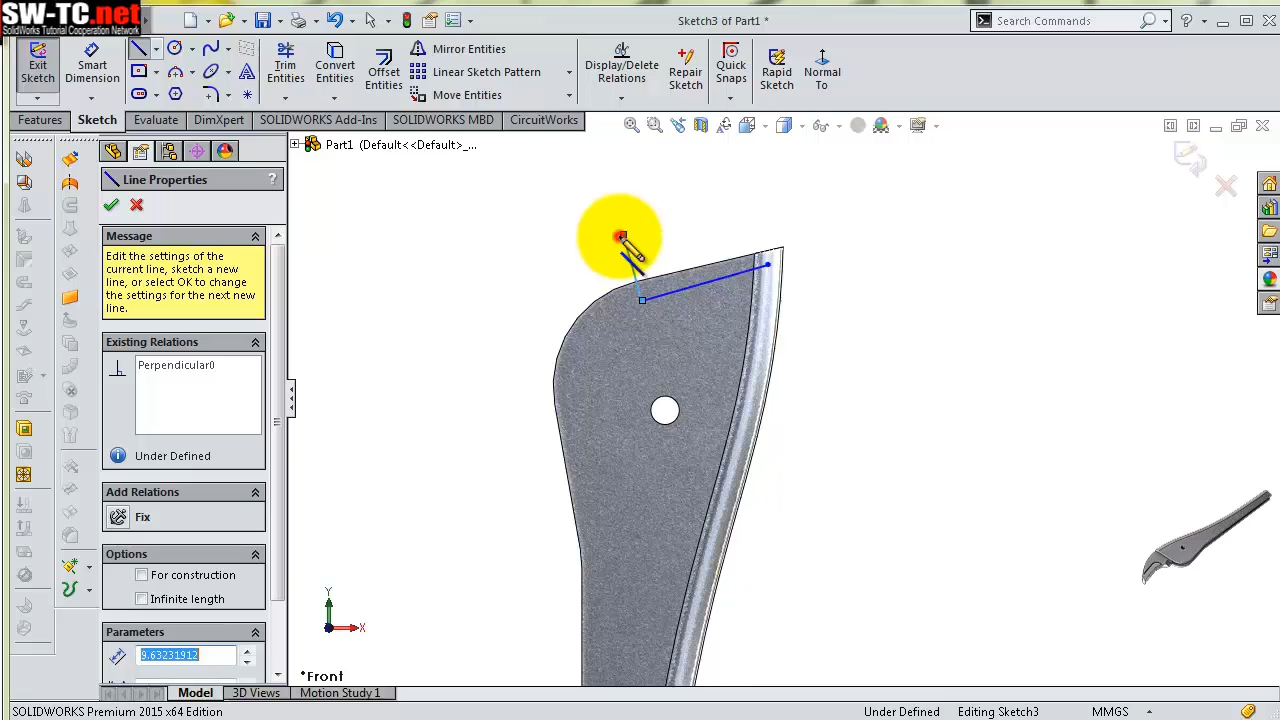 SW-TC.net
SolidWorks Tutorial Cooperation Network
Sketch3 of Part1 *
Search Commands
Exit Sketch
Smart Dimension
Trim Entities
Convert Entities
Offset Entities
Mirror Entities
Linear Sketch Pattern
Move Entities
Display/Delete Relations
Repair Sketch
Quick Snaps
Rapid Sketch
Normal To
Features
Sketch
Evaluate
DimXpert
SOLIDWORKS Add-Ins
SOLIDWORKS MBD
CircuitWorks
Part1 (Default<<Default>_...
Line Properties
?
Message
Edit the settings of the
current line, sketch a new
line, or select OK to change
the settings for the next new
line.
Existing Relations
Perpendicular0
Under Defined
Add Relations
Fix
Options
For construction
Infinite length
Parameters
9.63231912
Y
X
*Front
Model
3D Views
Motion Study 1
SOLIDWORKS Premium 2015 x64 Edition
Under Defined
Editing Sketch3
MMGS